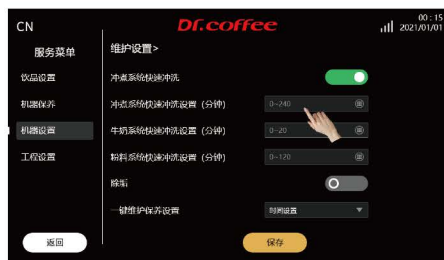 CN
Dr.coffee
00 : 15
2021/01/01
服务菜单
维护设置>
饮品设置
冲煮系统快速冲洗
机器保养
冲煮系统快速冲洗设置（分钟）
0~240
机器设置
牛奶系统快速冲洗设置（分钟）
0~20
工程设置
粉料系统快速冲洗设置（分钟）
0~120
除垢
一键维护保养设置
时间设置
返回
保存